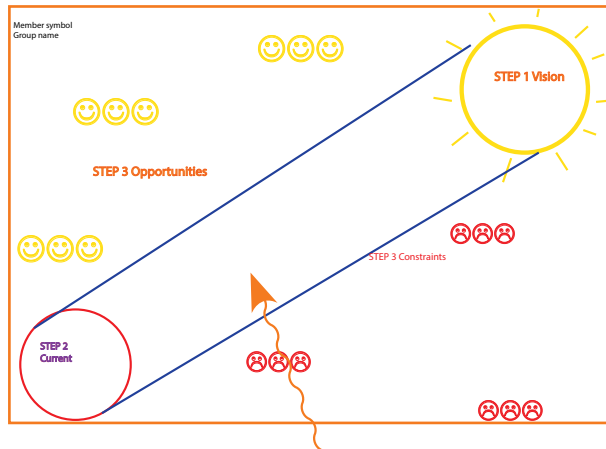 Member symbol
Group name
STEP 1 Vision
STEP 3 Opportunities
STEP 3 Constraints
STEP 2
Current